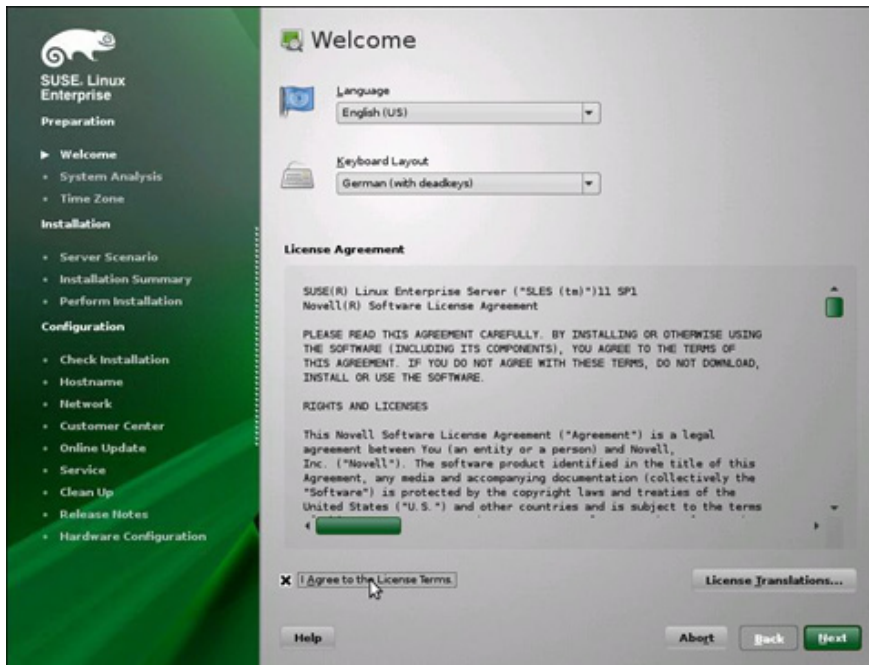 SUSE. Linux
Enterprise
Preparation
Welcome
System Analysis
Time Zone
Installation
Server Scenario
Installation Summary
Perform Installation
Configuration
Check Installation
Hostname
Network
Customer Center
Online Update
Service
Clean Up
Release Notes
Hardware Configuration
Welcome
Language
English (US)
Keyboard Layout
German (with deadkeys)
License Agreement
SUSE(R) Linux Enterprise Server ("SLES (tm)")11 SP1
Novell(R) Software License Agreement
PLEASE READ THIS AGREEMENT CAREFULLY. BY INSTALLING OR OTHERWISE USING
THE SOFTWARE (INCLUDING ITS COMPONENTS), YOU AGREE TO THE TERMS OF
THIS AGREEMENT. IF YOU DO NOT AGREE WITH THESE TERMS, DO NOT DOWNLOAD,
INSTALL OR USE THE SOFTWARE.
RIGHTS AND LICENSES
This Novell Software License Agreement ("Agreement") is a legal
agreement between You (an entity or a person) and Novell,
Inc. ("Novell"). The software product identified in the title of this
Agreement, any media and accompanying documentation (collectively the
"Software") is protected by the copyright laws and treaties of the
United States ("U.S.") and other countries and is subject to the terms
I Agree to the License Terms.
License Translations...
Help
Abort
Back
Next